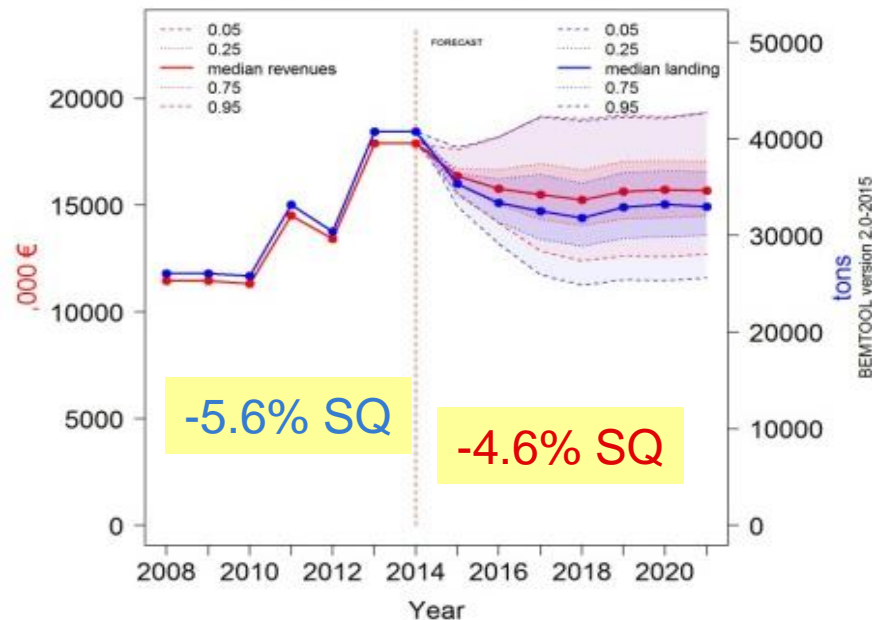 0.05
0.25
median revenues
0.75
0.95
FORECAST
0.05
0.25
median landing
0.75
0.95
20000
15000
10000
5000
0
,000 €
50000
40000
30000
20000
10000
0
tons
BEMTOOL version 2.0-2015
-5.6% SQ
-4.6% SQ
2008 2010 2012 2014 2016 2018 2020
Year